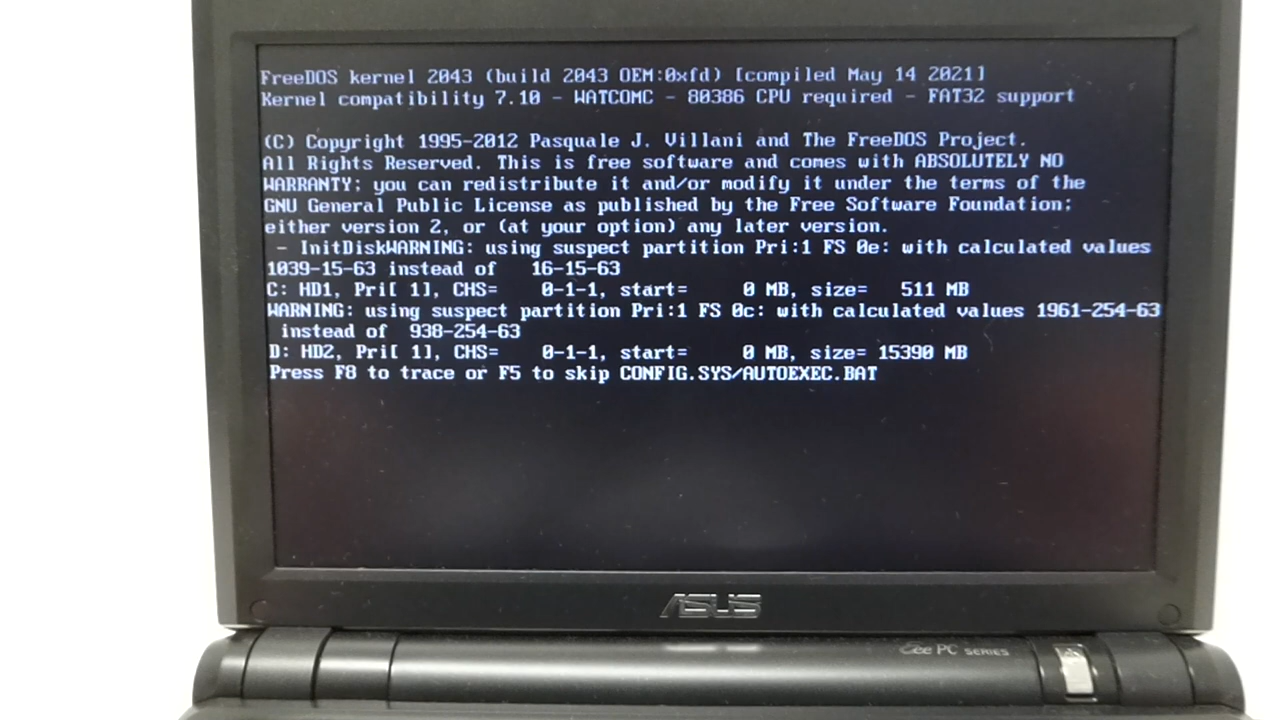 FreeDOS kernel 2043 (build 2043 OEM:0xfd) [compiled May 14 2021]
Kernel compatibility 7.10 - WATCOMC - 80386 CPU required - FAT32 support
(C) Copyright 1995-2012 Pasquale J. Villani and The FreeDOS Project.
All Rights Reserved. This is free software and comes with ABSOLUTELY NO
WARRANTY; you can redistribute it and/or modify it under the terms of the
GNU General Public License as published by the Free Software Foundation;
either version 2, or (at your option) any later version.
- InitDiskWARNING: using suspect partition Pri:1 FS 0e: with calculated values
1039-15-63 instead of 16-15-63
C: HD1, Pri[ 1], CHS= 0-1-1, start= 0 MB, size= 511 MB
WARNING: using suspect partition Pri:1 FS 0c: with calculated values 1961-254-63
instead of 938-254-63
D: HD2, Pri[ 1], CHS= 0-1-1, start= 0 MB, size= 15390 MB
Press F8 to trace or F5 to skip CONFIG.SYS/AUTOEXEC.BAT
ASUS
Eee PC SERIES